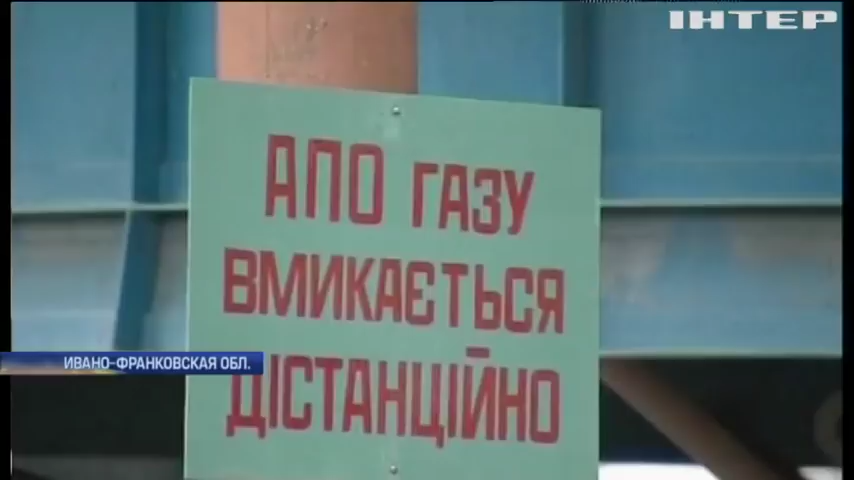 ІНТЕР
АПО ГАЗУ
ВМИКАЄТЬСЯ
ДІСТАНЦІЙНО
ИВАНО-ФРАНКОВСКАЯ ОБЛ.